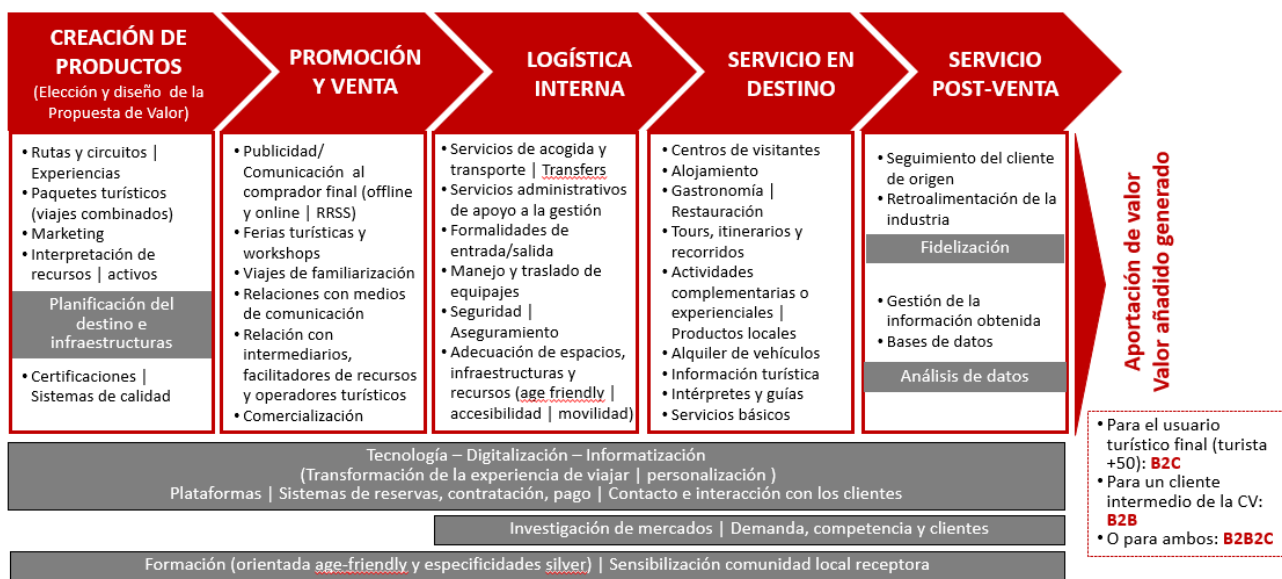 CREACIÓN DE
PRODUCTOS
(Elección y diseño de la
Propuesta de Valor)
PROMOCIÓN
Y VENTA
LOGÍSTICA
INTERNA
SERVICIO EN
DESTINO
SERVICIO
POST-VENTA
• Rutas y circuitos |
Experiencias
• Paquetes turísticos
(viajes combinados)
• Marketing
• Interpretación de
recursos | activos
Planificación del
destino e
infraestructuras
• Certificaciones |
Sistemas de calidad
• Publicidad/
Comunicación al
comprador final (offline
y online | RRSS)
• Ferias turísticas y
workshops
• Viajes de familiarización
• Relaciones con medios
de comunicación
• Relación con
intermediarios,
facilitadores de recursos
y operadores turísticos
• Comercialización
• Servicios de acogida y
transporte | Transfers
• Servicios administrativos
de apoyo a la gestión
• Formalidades de
entrada/salida
• Manejo y traslado de
equipajes
• Seguridad |
Aseguramiento
• Adecuación de espacios,
infraestructuras y
recursos (age friendly |
accesibilidad | movilidad)
• Centros de visitantes
• Alojamiento
• Gastronomía |
Restauración
• Tours, itinerarios y
recorridos
• Actividades
complementarias o
experienciales |
Productos locales
• Alquiler de vehículos
• Información turística
• Intérpretes y guías
• Servicios básicos
• Seguimiento del cliente
de origen
• Retroalimentación de la
industria
Fidelización
• Gestión de la
información obtenida
• Bases de datos
Análisis de datos
Aportación de valor
Valor añadido generado
• Para el usuario
turístico final (turista
+50): B2C
• Para un cliente
intermedio de la CV:
B2B
• O para ambos: B2B2C
Tecnología – Digitalización – Informatización
(Transformación de la experiencia de viajar | personalización )
Plataformas | Sistemas de reservas, contratación, pago | Contacto e interacción con los clientes
Investigación de mercados | Demanda, competencia y clientes
Formación (orientada age-friendly y especificidades silver) | Sensibilización comunidad local receptora